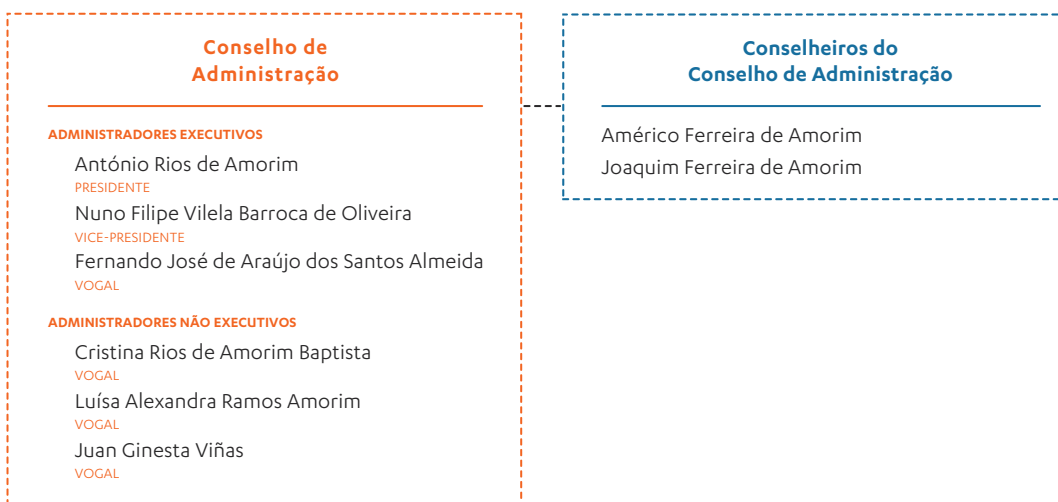 Conselho de
Administração
ADMINISTRADORES EXECUTIVOS
António Rios de Amorim
PRESIDENTE
Nuno Filipe Vilela Barroca de Oliveira
VICE-PRESIDENTE
Fernando José de Araújo dos Santos Almeida
VOGAL
ADMINISTRADORES NÃO EXECUTIVOS
Cristina Rios de Amorim Baptista
VOGAL
Luísa Alexandra Ramos Amorim
VOGAL
Juan Ginesta Viñas
VOGAL
Conselheiros do
Conselho de Administração
Américo Ferreira de Amorim
Joaquim Ferreira de Amorim